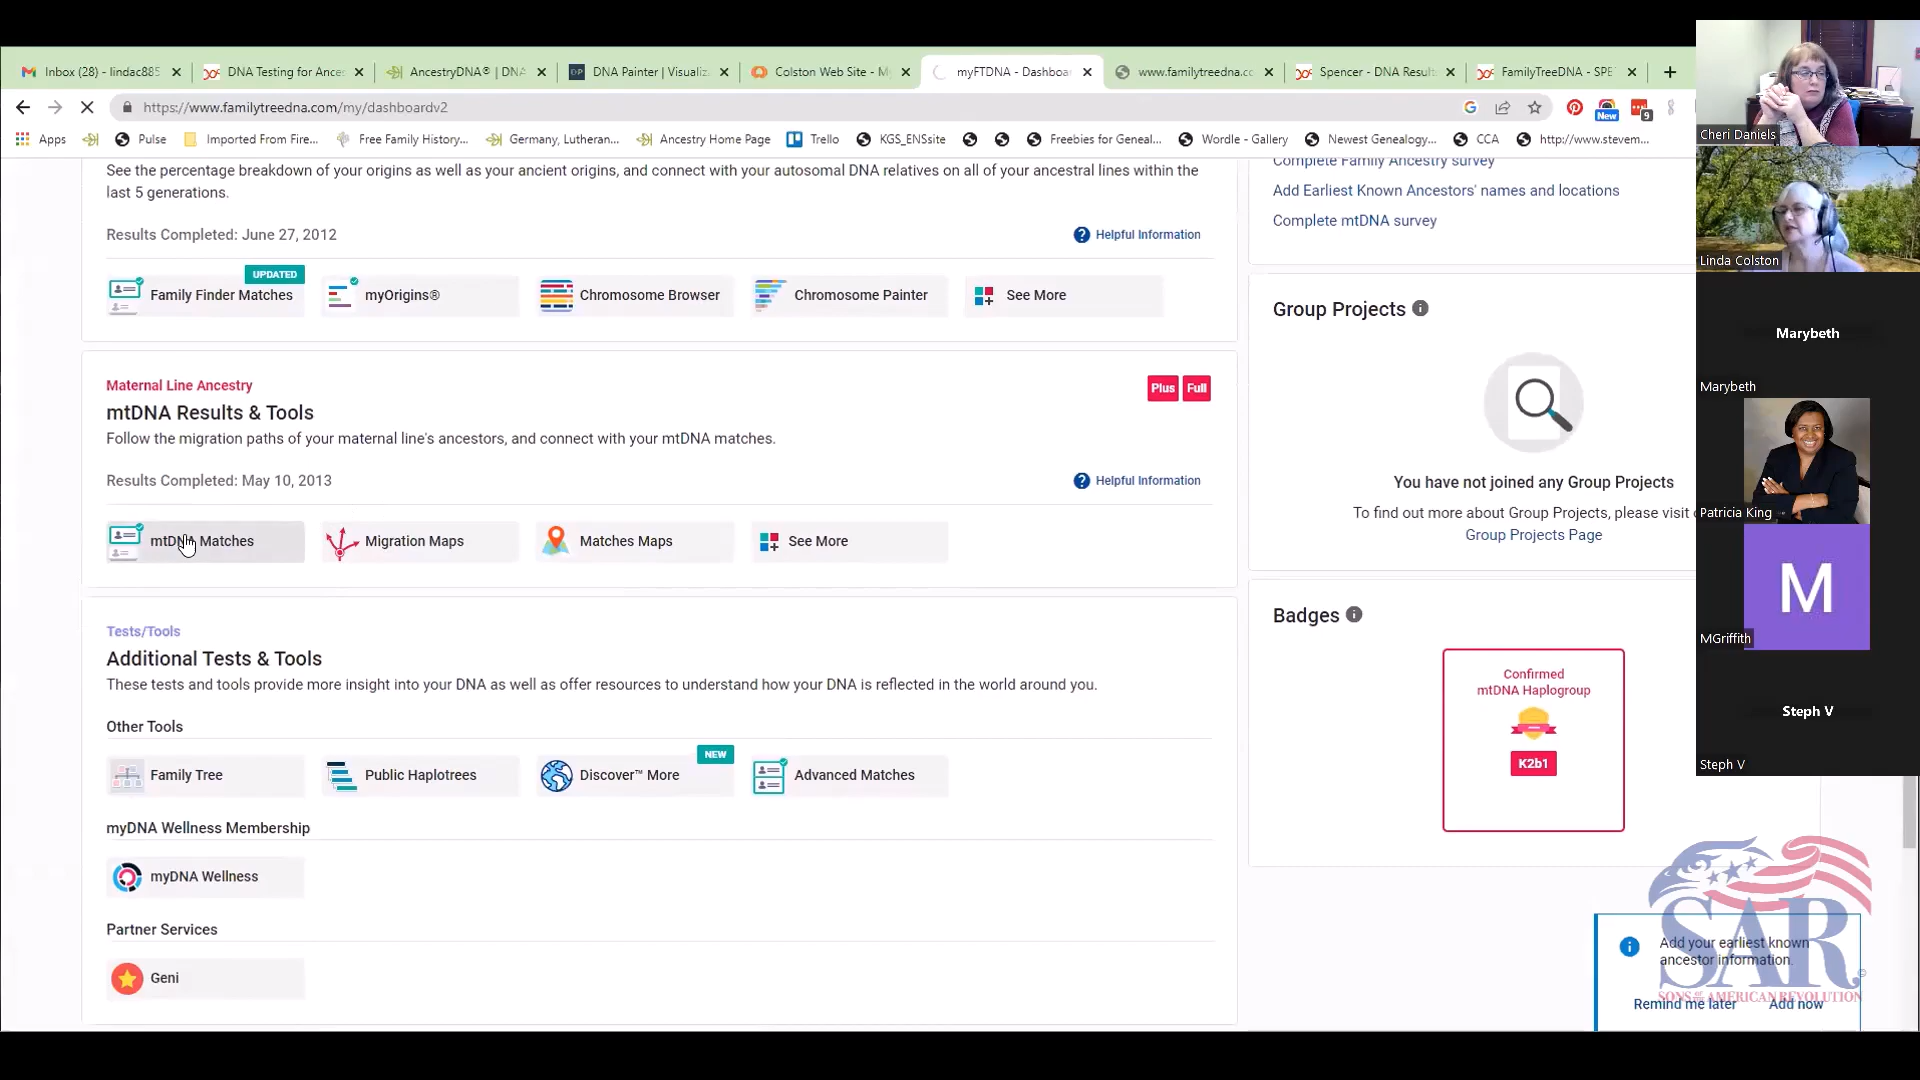 Inbox (28) - lindac885
DNA Testing for Ance
AncestryDNA® | DNA
DNA Painter | Visualiz
Colston Web Site - M
myFTDNA - Dashboa
www.familytreedna.cc
Spencer - DNA Result
FamilyTreeDNA - SPE
https://www.familytreedna.com/my/dashboardv2
New
9
Apps
Pulse
Imported From Fire...
Free Family History...
Germany, Lutheran...
Ancestry Home Page
Trello
KGS_ENSsite
Freebies for Geneal...
Wordle - Gallery
Newest Genealogy...
CCA
http://www.stevem...
See the percentage breakdown of your origins as well as your ancient origins, and connect with your autosomal DNA relatives on all of your ancestral lines within the
last 5 generations.
Results Completed: June 27, 2012
Helpful Information
UPDATED
Family Finder Matches
myOrigins®
Chromosome Browser
Chromosome Painter
See More
Maternal Line Ancestry
Plus
Full
mtDNA Results & Tools
Follow the migration paths of your maternal line's ancestors, and connect with your mtDNA matches.
Results Completed: May 10, 2013
Helpful Information
mtDNA Matches
Migration Maps
Matches Maps
See More
Tests/Tools
Additional Tests & Tools
These tests and tools provide more insight into your DNA as well as offer resources to understand how your DNA is reflected in the world around you.
Other Tools
Family Tree
Public Haplotrees
NEW
Discover™ More
Advanced Matches
myDNA Wellness Membership
myDNA Wellness
Partner Services
Geni
Complete Family Ancestry survey
Add Earliest Known Ancestors' names and locations
Complete mtDNA survey
Group Projects
You have not joined any Group Projects
To find out more about Group Projects, please visit
Group Projects Page
Badges
Confirmed
mtDNA Haplogroup
K2b1
Add your earliest known
ancestor information.
Remind me later
Add now
SAR
SONS OF THE AMERICAN REVOLUTION
Cheri Daniels
Linda Colston
Marybeth
Marybeth
Patricia King
M
MGriffith
Steph V
Steph V